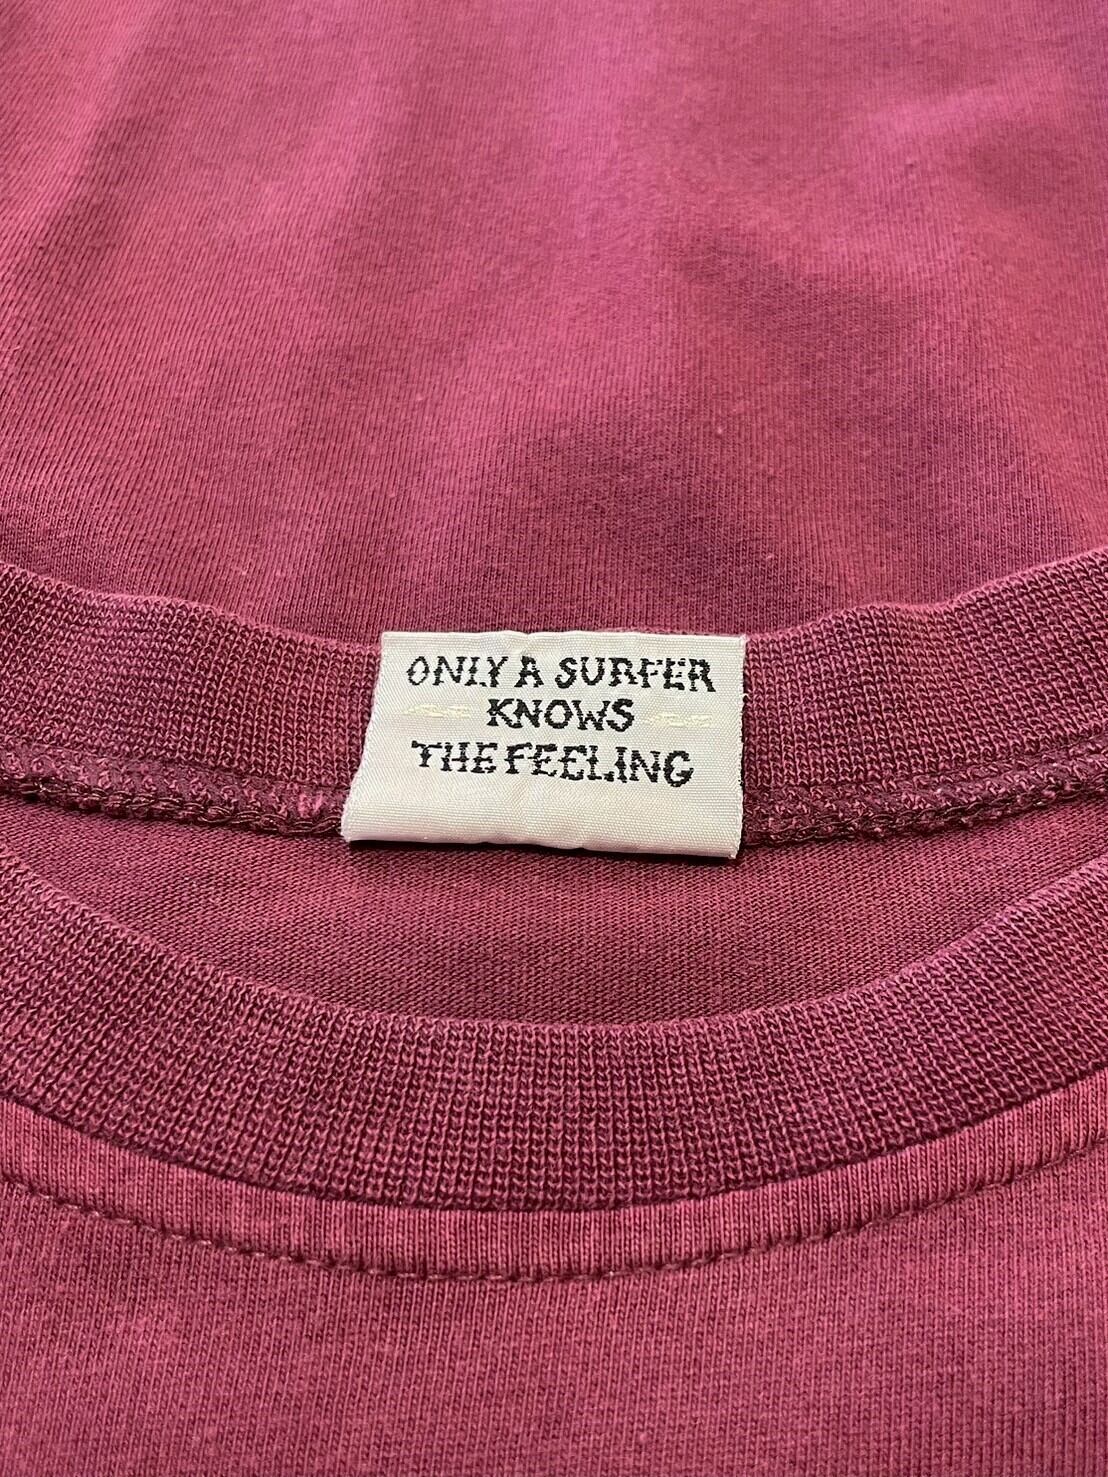 ONLY A SURFER
KNOWS
THE FEELING